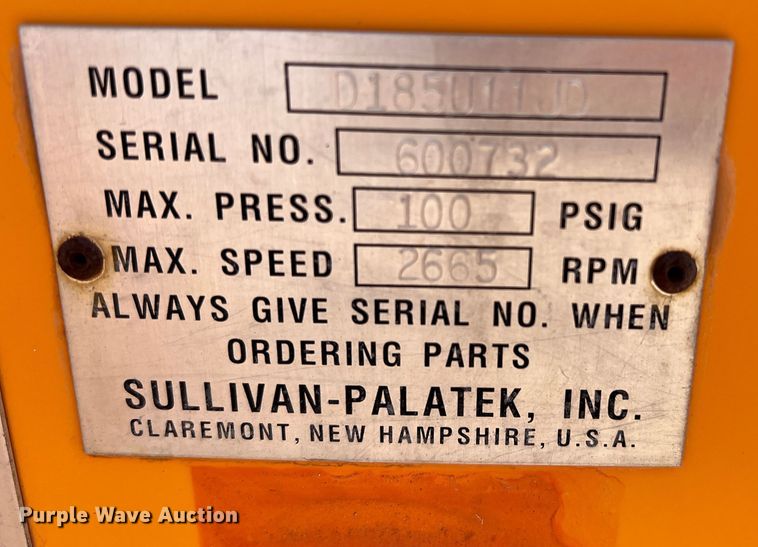 MODEL D185U11JD
SERIAL NO. 600732
MAX. PRESS. 100 PSIG
MAX. SPEED 2665 RPM
ALWAYS GIVE SERIAL NO. WHEN
ORDERING PARTS
SULLIVAN-PALATEK, INC.
CLAREMONT, NEW HAMPSHIRE, U.S.A.
Purple Wave Auction